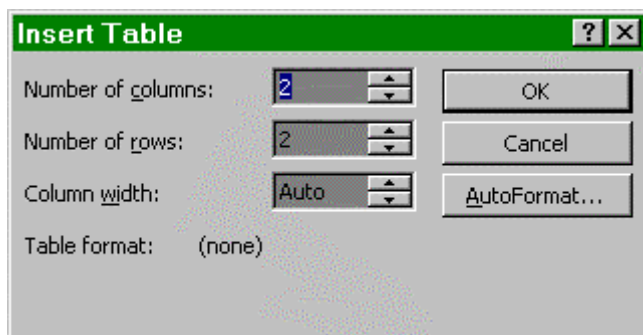 Insert Table
Number of columns: 2 OK
Number of rows: 2 Cancel
Column width: Auto AutoFormat...
Table format: (none)